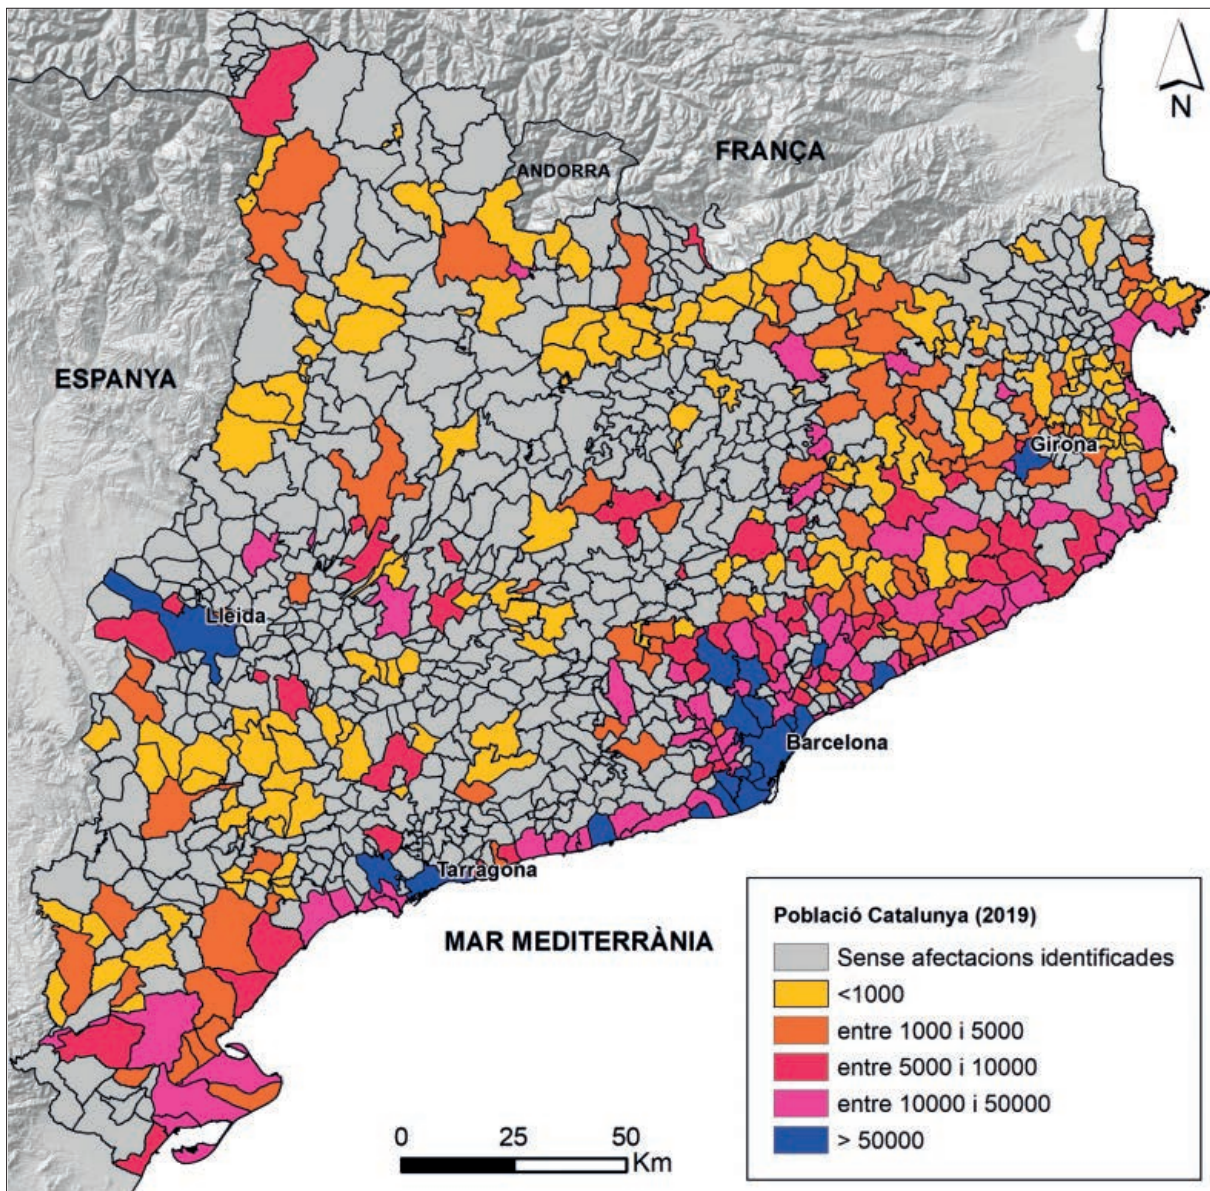 N
FRANÇA
ANDORRA
ESPANYA
Girona
Lleida
Barcelona
Tarragona
MAR MEDITERRÀNIA
Població Catalunya (2019)
Sense afectacions identificades
<1000
entre 1000 i 5000
entre 5000 i 10000
entre 10000 i 50000
> 50000
0 25 50
Km